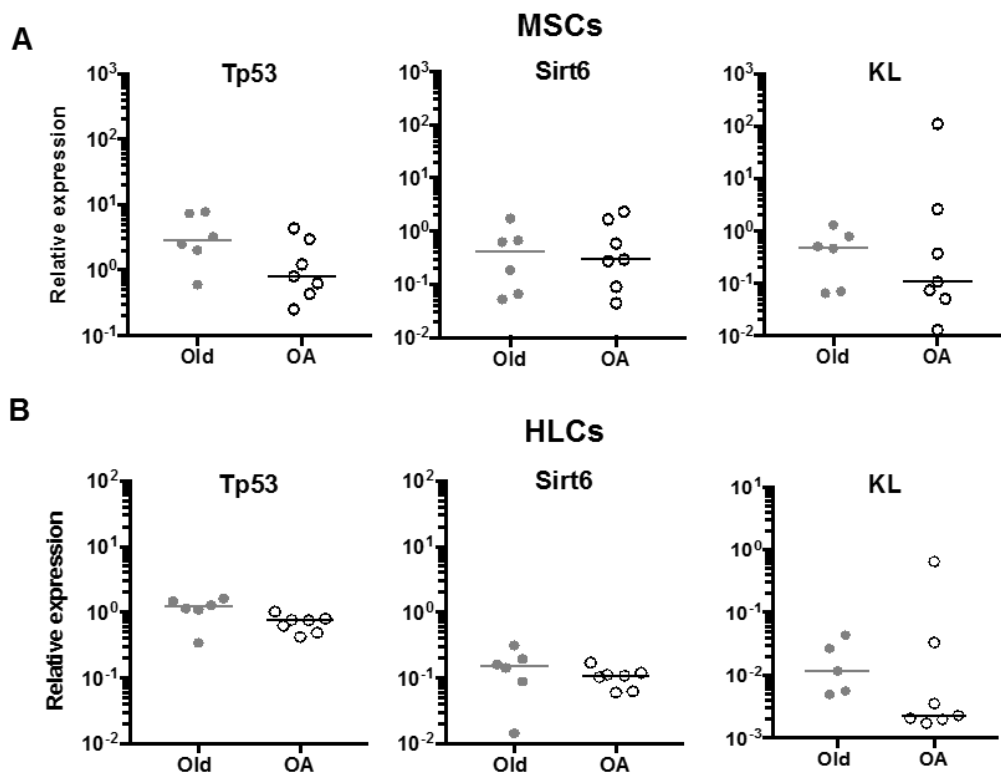 A
MSCs
Tp53
Sirt6
KL
Relative expression
10³
10²
10¹
10⁰
10⁻¹
Old
OA
10³
10²
10¹
10⁰
10⁻¹
10⁻²
Old
OA
10³
10²
10¹
10⁰
10⁻¹
10⁻²
Old
OA
B
HLCs
Tp53
Sirt6
KL
Relative expression
10²
10¹
10⁰
10⁻¹
10⁻²
Old
OA
10²
10¹
10⁰
10⁻¹
10⁻²
Old
OA
10¹
10⁰
10⁻¹
10⁻²
10⁻³
Old
OA